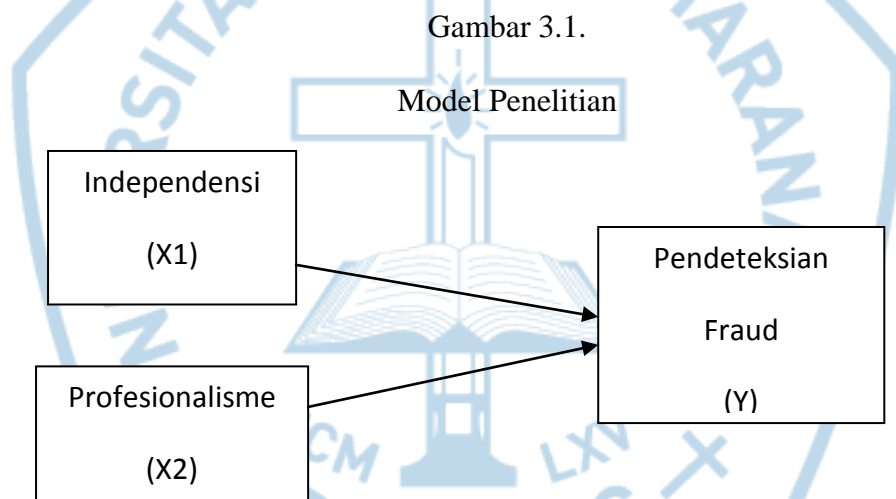 Gambar 3.1.
Model Penelitian
Independensi
(X1)
Pendeteksian
Fraud
(Y)
Profesionalisme
(X2)